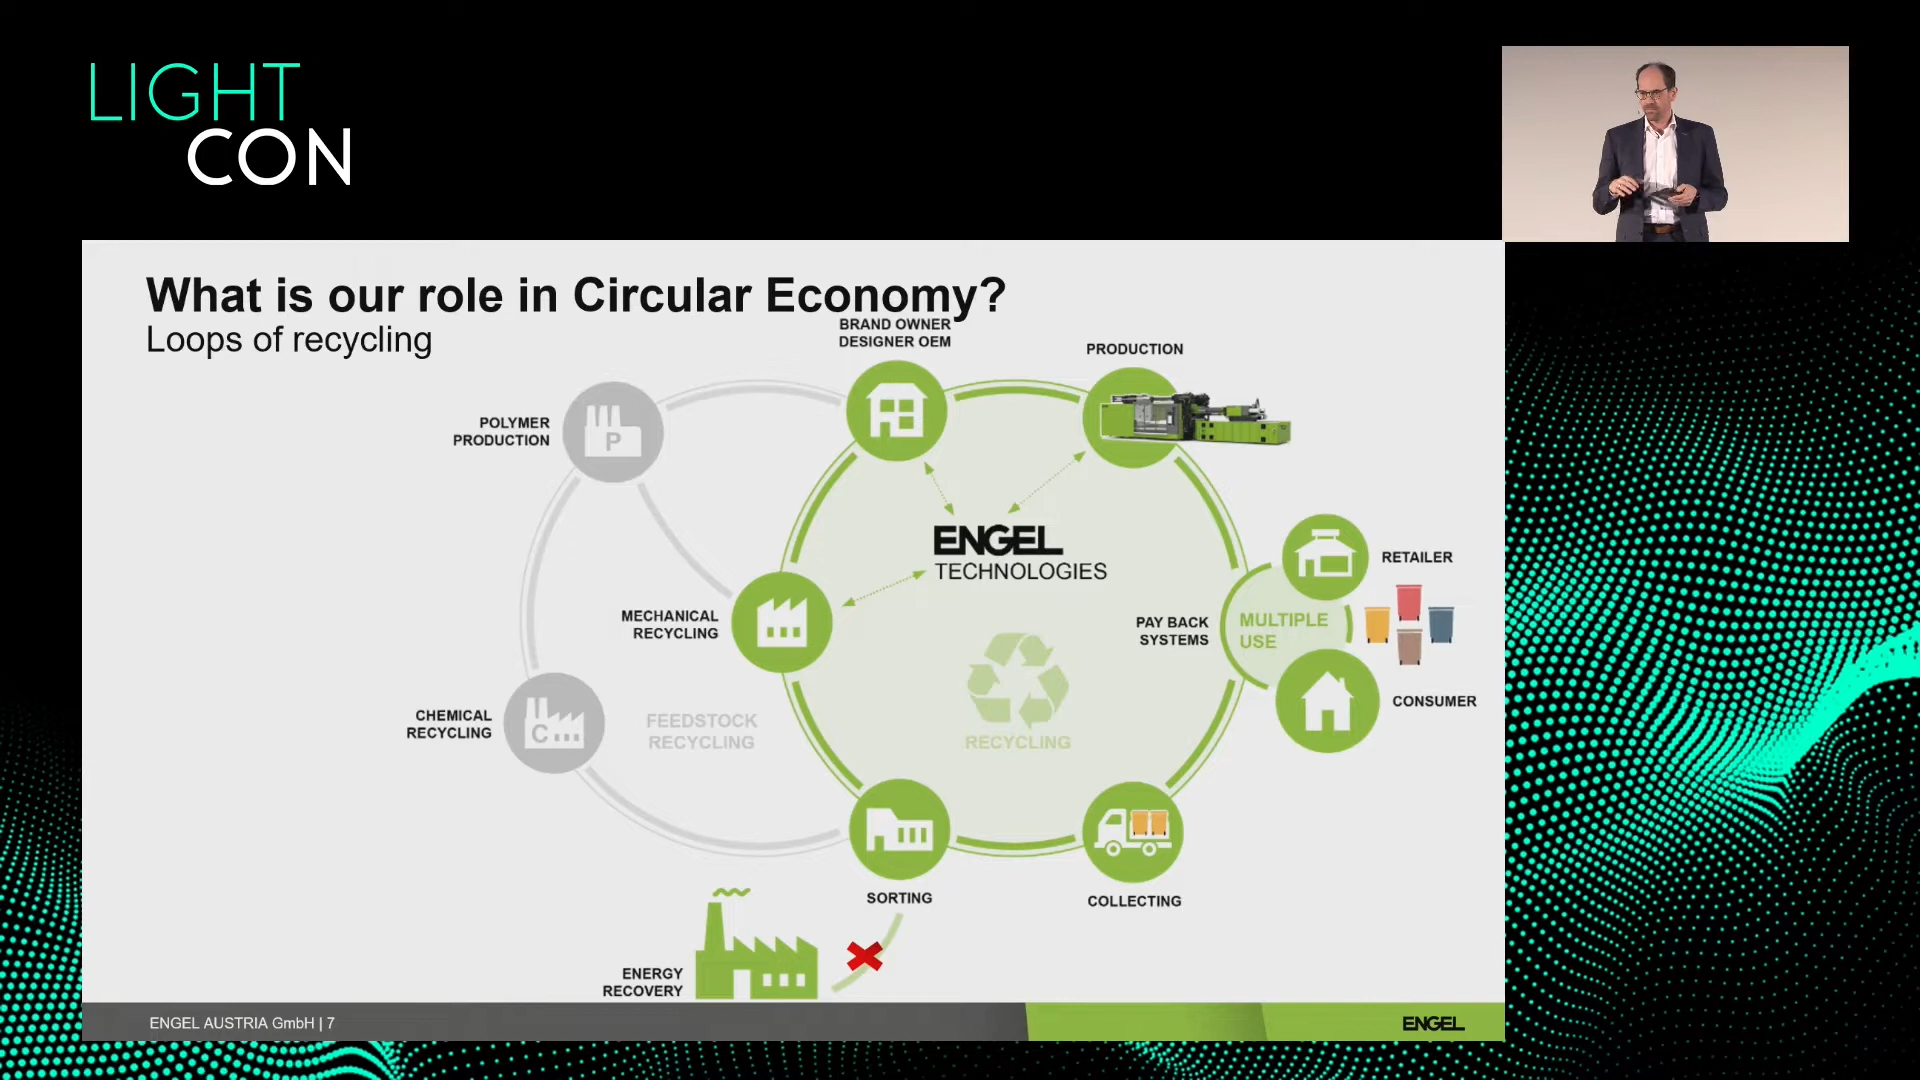 LIGHT
CON
What is our role in Circular Economy?
Loops of recycling
BRAND OWNER
DESIGNER OEM
PRODUCTION
POLYMER
PRODUCTION
P
ENGEL
TECHNOLOGIES
RETAILER
MECHANICAL
RECYCLING
PAY BACK
SYSTEMS
MULTIPLE
USE
CONSUMER
CHEMICAL
RECYCLING
C
FEEDSTOCK
RECYCLING
RECYCLING
SORTING
COLLECTING
ENERGY
RECOVERY
ENGEL AUSTRIA GmbH | 7
ENGEL